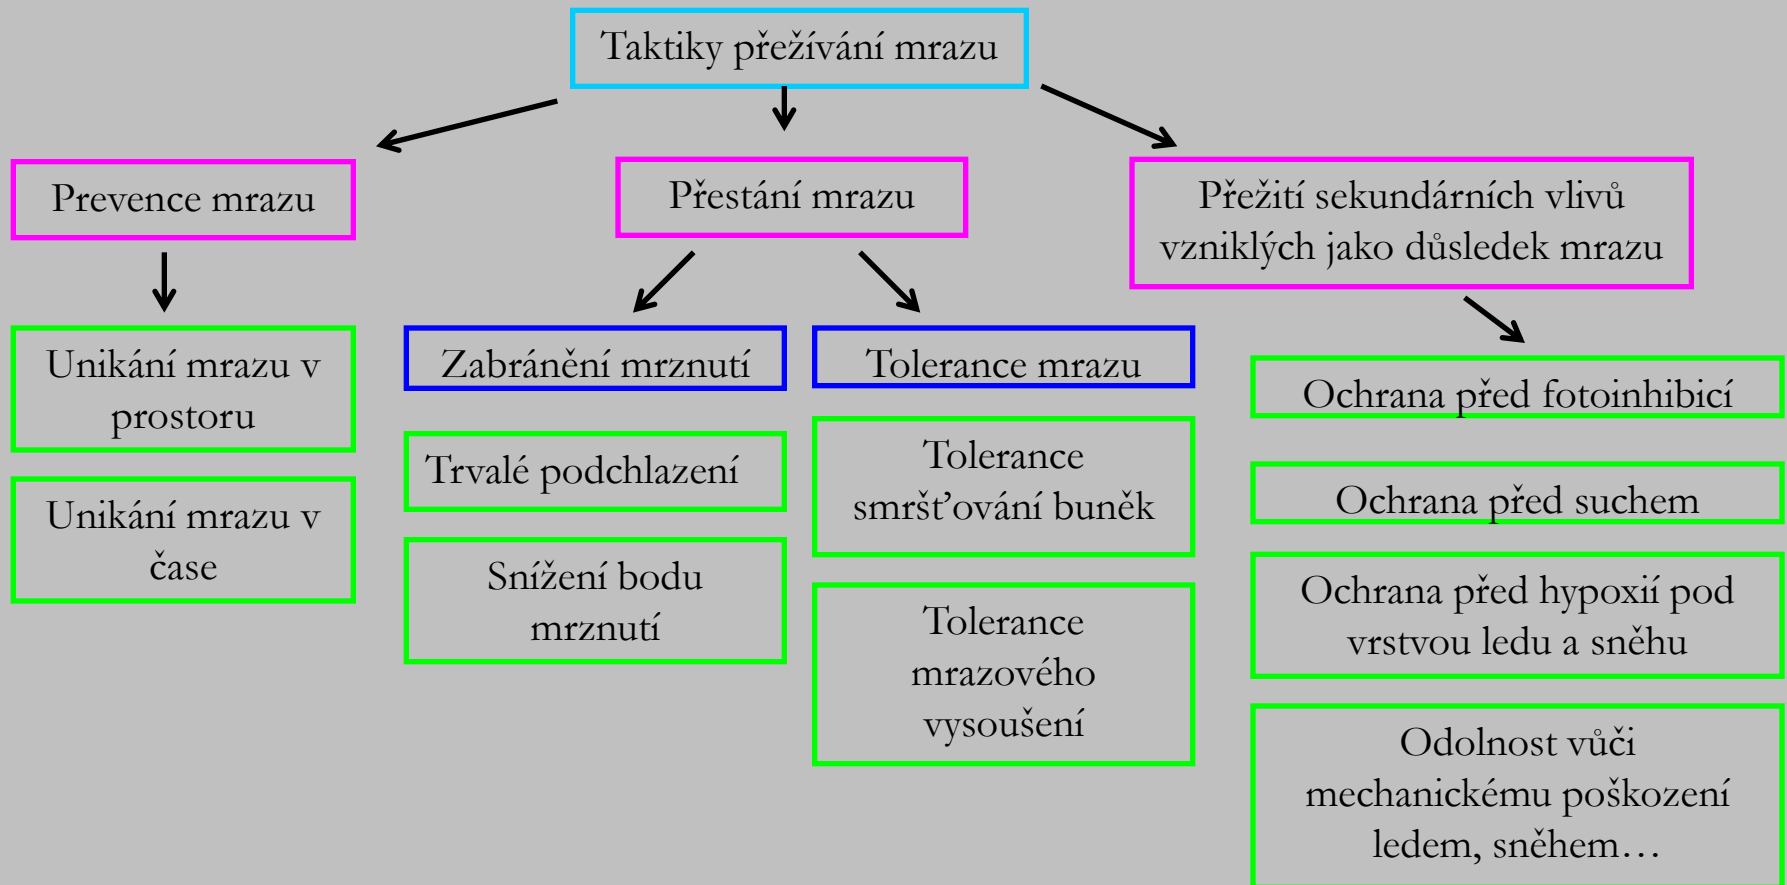 Taktiky přežívání mrazu
Prevence mrazu
Přestání mrazu
Přežití sekundárních vlivů
vzniklých jako důsledek mrazu
Unikání mrazu v
prostoru
Unikání mrazu v
čase
Zabránění mrznutí
Trvalé podchlazení
Snížení bodu
mrznutí
Tolerance mrazu
Tolerance
smršťování buněk
Tolerance
mrazového
vysoušení
Ochrana před fotoinhibicí
Ochrana před suchem
Ochrana před hypoxií pod
vrstvou ledu a sněhu
Odolnost vůči
mechanickému poškození
ledem, sněhem…